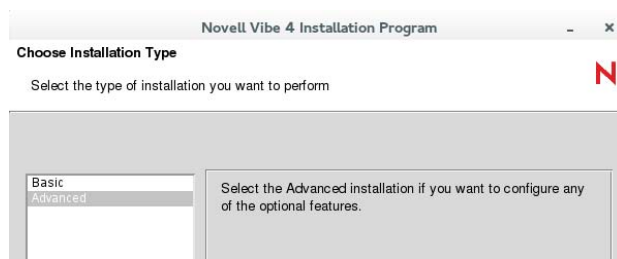 Novell Vibe 4 Installation Program
Choose Installation Type
Select the type of installation you want to perform
N
Basic
Advanced
Select the Advanced installation if you want to configure any
of the optional features.